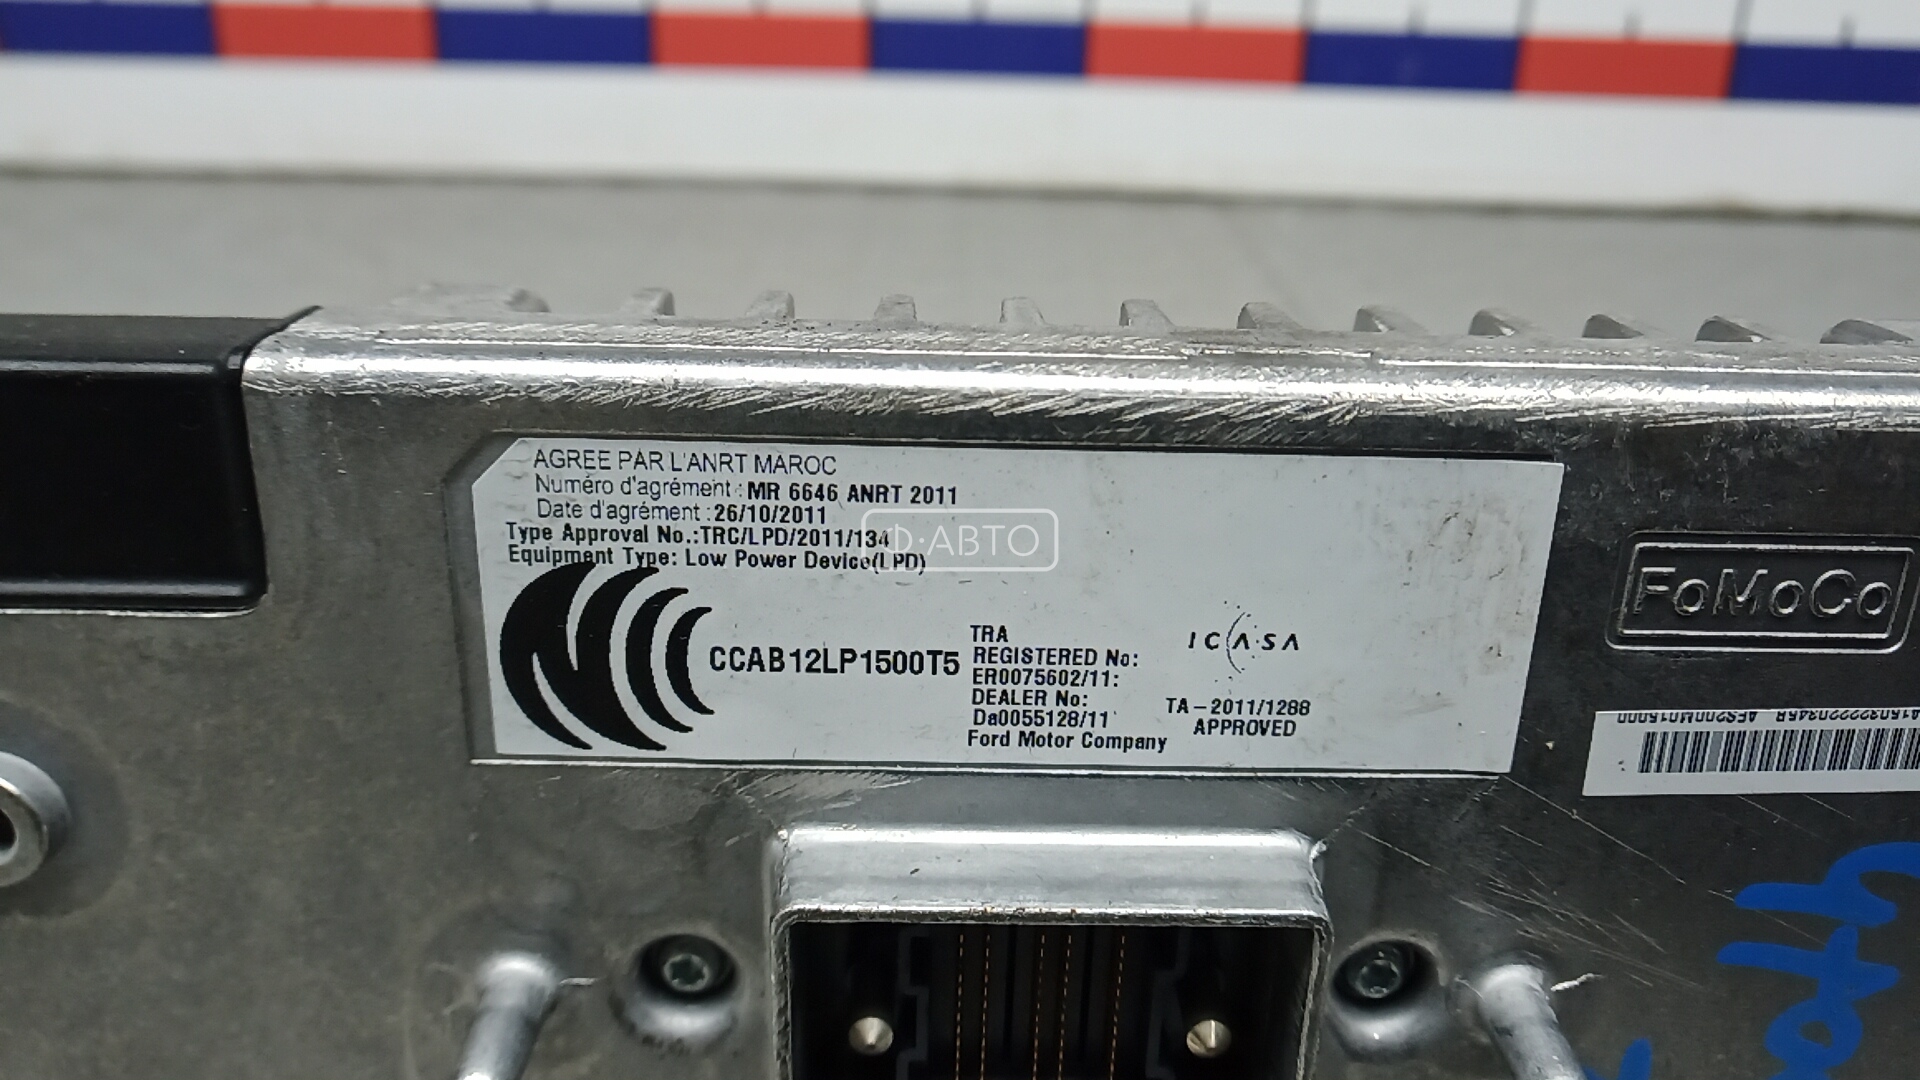 AGREE PAR L'ANRT MAROC
Numéro d'agrément : MR 6646 ANRT 2011
Date d'agrément : 26/10/2011
Type Approval No.:TRC/LPD/2011/134
Equipment Type: Low Power Device(LPD)
Ф·АВТО
CCAB12LP1500T5
TRA
REGISTERED No:
ER0075602/11:
DEALER No:
Da0055128/11
Ford Motor Company
ICASA
TA-2011/1288
APPROVED
FoMoCo